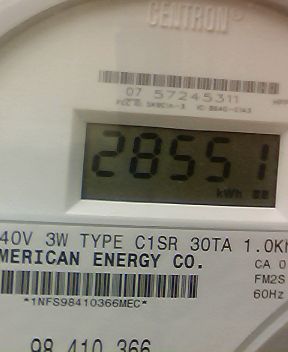 CENTRON®
07 57245311
28551
kWh
40V 3W TYPE C1SR 30TA 1.0K
MERICAN ENERGY CO.
CA 0
FM2S
60Hz
*1NFS98410366MEC*
98 410 366